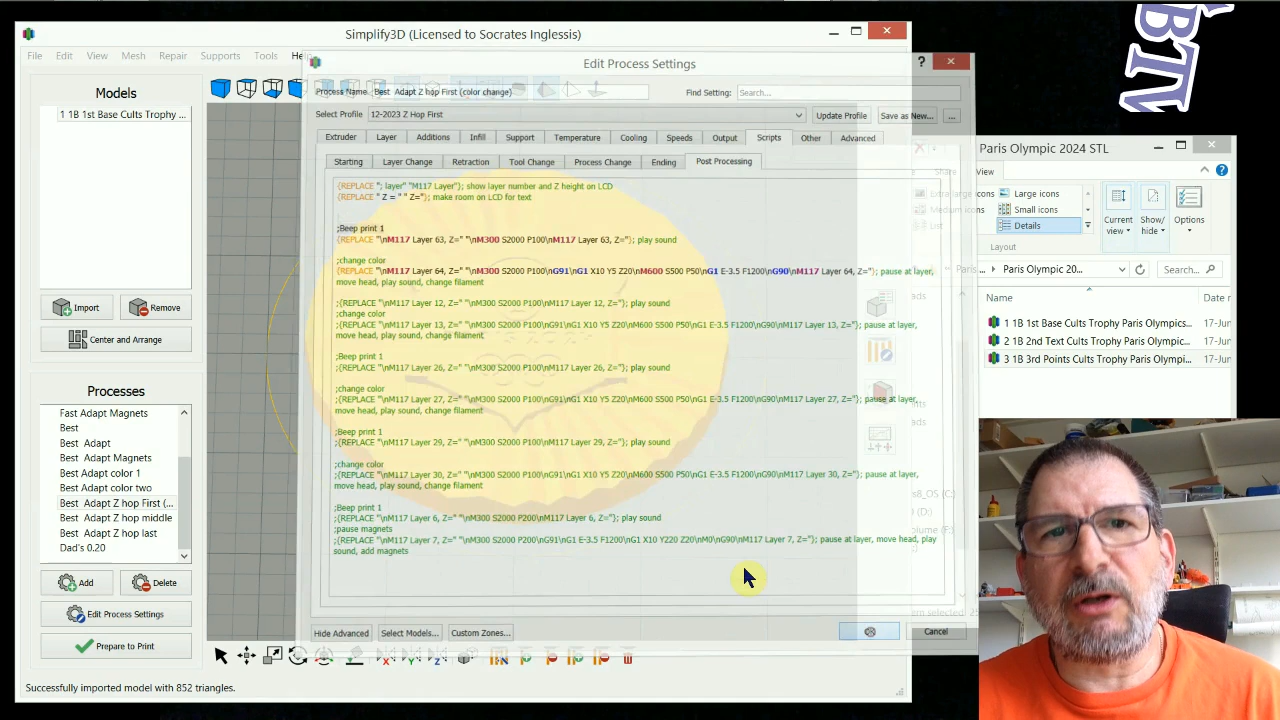 BTV
Simplify3D (Licensed to Socrates Inglessis)
File Edit View Mesh Repair Supports Tools
Models
1 1B 1st Base Cults Trophy ...
Import Remove
Center and Arrange
Processes
Fast Adapt Magnets
Best
Best Adapt
Best Adapt Magnets
Best Adapt color 1
Best Adapt color two
Best Adapt Z hop First (...
Best Adapt Z hop middle
Best Adapt Z hop last
Dad's 0.20
Add Delete
Edit Process Settings
Prepare to Print
Successfully imported model with 852 triangles.
Edit Process Settings
Process Name: Best Adapt Z hop First (color change) Find Setting: Search...
Select Profile 12-2023 Z Hop First Update Profile Save as New... ...
Extruder Layer Additions Infill Support Temperature Cooling Speeds Output Scripts Other Advanced
Starting Layer Change Retraction Tool Change Process Change Ending Post Processing
{REPLACE "; layer" "M117 Layer"}; show layer number and Z height on LCD
{REPLACE " Z = " " Z="}; make room on LCD for text
;Beep print 1
{REPLACE "\nM117 Layer 63, Z=" "\nM300 S2000 P100\nM117 Layer 63, Z="}; play sound
;change color
{REPLACE "\nM117 Layer 64, Z=" "\nM300 S2000 P100\nG91\nG1 X10 Y5 Z20\nM600 S500 P50\nG1 E-3.5 F1200\nG90\nM117 Layer 64, Z="}; pause at layer,
move head, play sound, change filament
;{REPLACE "\nM117 Layer 12, Z=" "\nM300 S2000 P100\nM117 Layer 12, Z="}; play sound
;change color
;{REPLACE "\nM117 Layer 13, Z=" "\nM300 S2000 P100\nG91\nG1 X10 Y5 Z20\nM600 S500 P50\nG1 E-3.5 F1200\nG90\nM117 Layer 13, Z="}; pause at layer,
move head, play sound, change filament
;Beep print 1
;{REPLACE "\nM117 Layer 26, Z=" "\nM300 S2000 P100\nM117 Layer 26, Z="}; play sound
;change color
;{REPLACE "\nM117 Layer 27, Z=" "\nM300 S2000 P100\nG91\nG1 X10 Y5 Z20\nM600 S500 P50\nG1 E-3.5 F1200\nG90\nM117 Layer 27, Z="}; pause at layer,
move head, play sound, change filament
;Beep print 1
;{REPLACE "\nM117 Layer 29, Z=" "\nM300 S2000 P100\nM117 Layer 29, Z="}; play sound
;change color
;{REPLACE "\nM117 Layer 30, Z=" "\nM300 S2000 P100\nG91\nG1 X10 Y5 Z20\nM600 S500 P50\nG1 E-3.5 F1200\nG90\nM117 Layer 30, Z="}; pause at layer,
move head, play sound, change filament
;Beep print 1
;{REPLACE "\nM117 Layer 6, Z=" "\nM300 S2000 P200\nM117 Layer 6, Z="}; play sound
;pause magnets
;{REPLACE "\nM117 Layer 7, Z=" "\nM300 S2000 P200\nG91\nG1 E-3.5 F1200\nG1 X10 Y220 Z20\nM0\nG90\nM117 Layer 7, Z="}; pause at layer, move head, play
sound, add magnets
Hide Advanced Select Models... Custom Zones... Cancel
Paris Olympic 2024 STL
Share View
Extra large icons Large icons
Medium icons Small icons
List Details
Layout
Current view Show/hide Options
Paris ... Paris Olympic 20... Search...
Name Date
1 1B 1st Base Cults Trophy Paris Olympics... 17-Jun
2 1B 2nd Text Cults Trophy Paris Olympi... 17-Jun
3 1B 3rd Points Cults Trophy Paris Olympi... 17-Jun